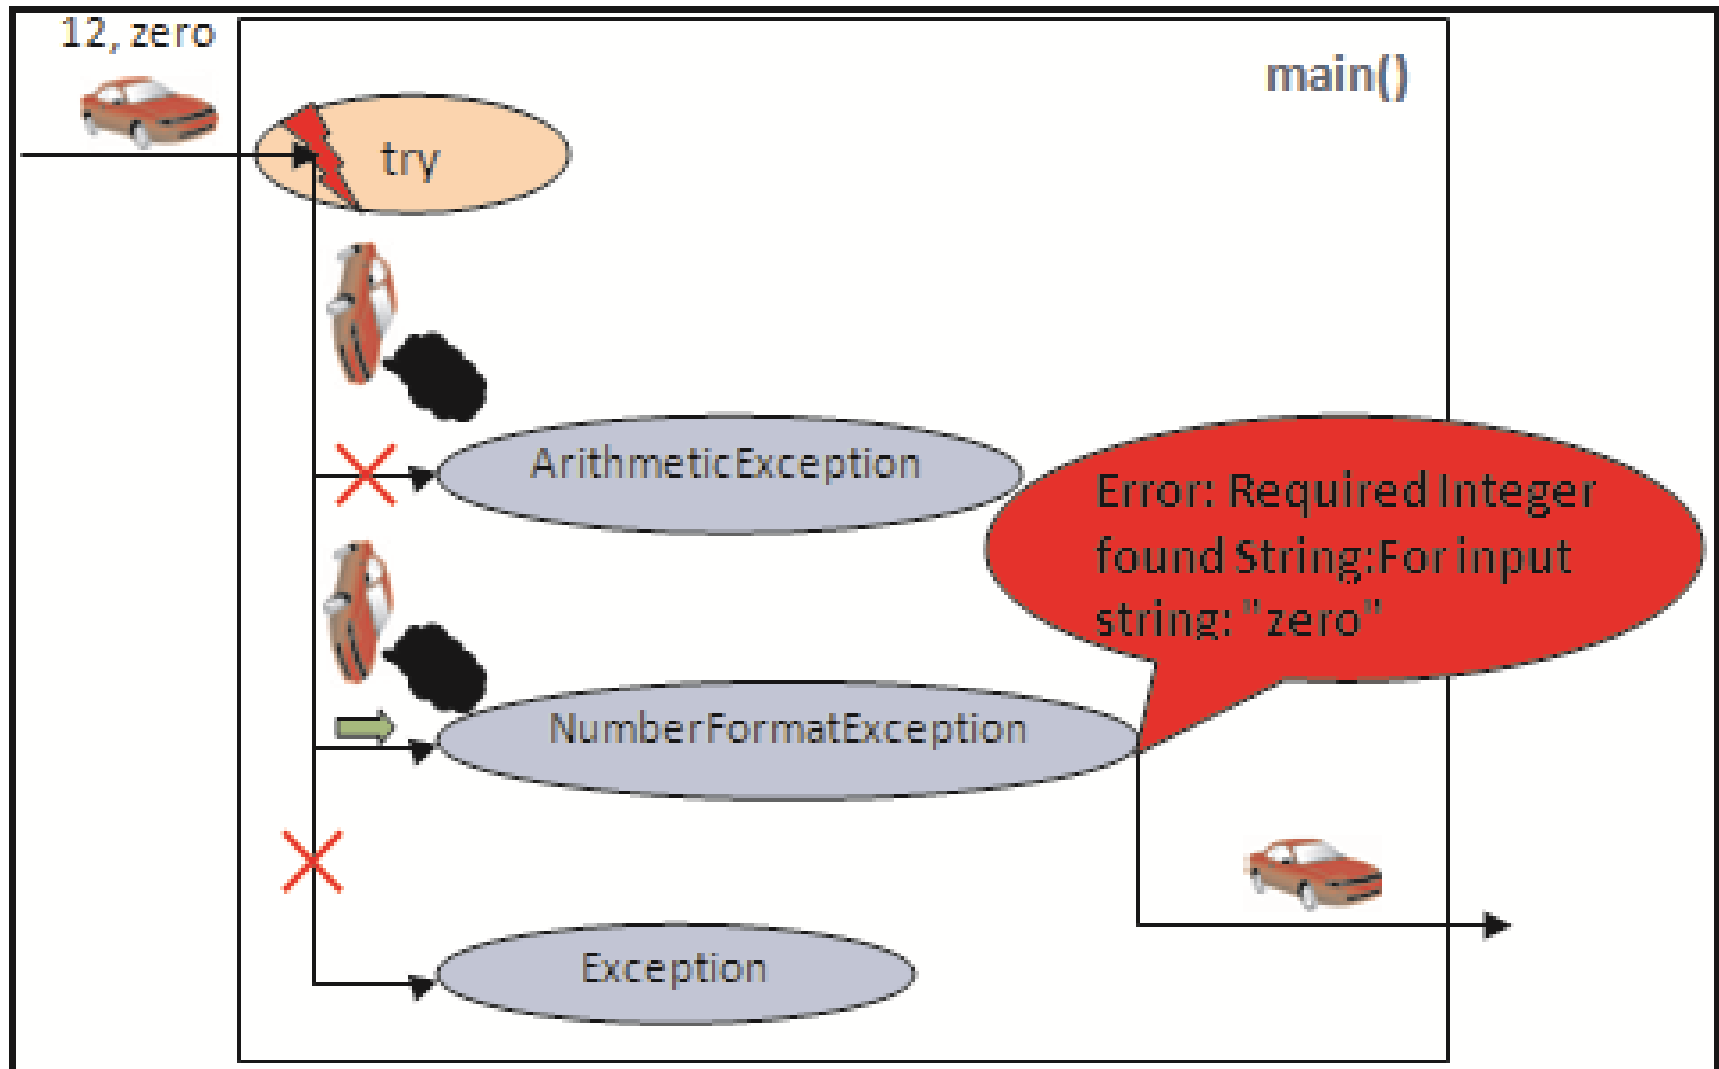 12, zero
main()
try
ArithmeticException
Error: Required Integer
found String:For input
string: "zero"
NumberFormatException
Exception